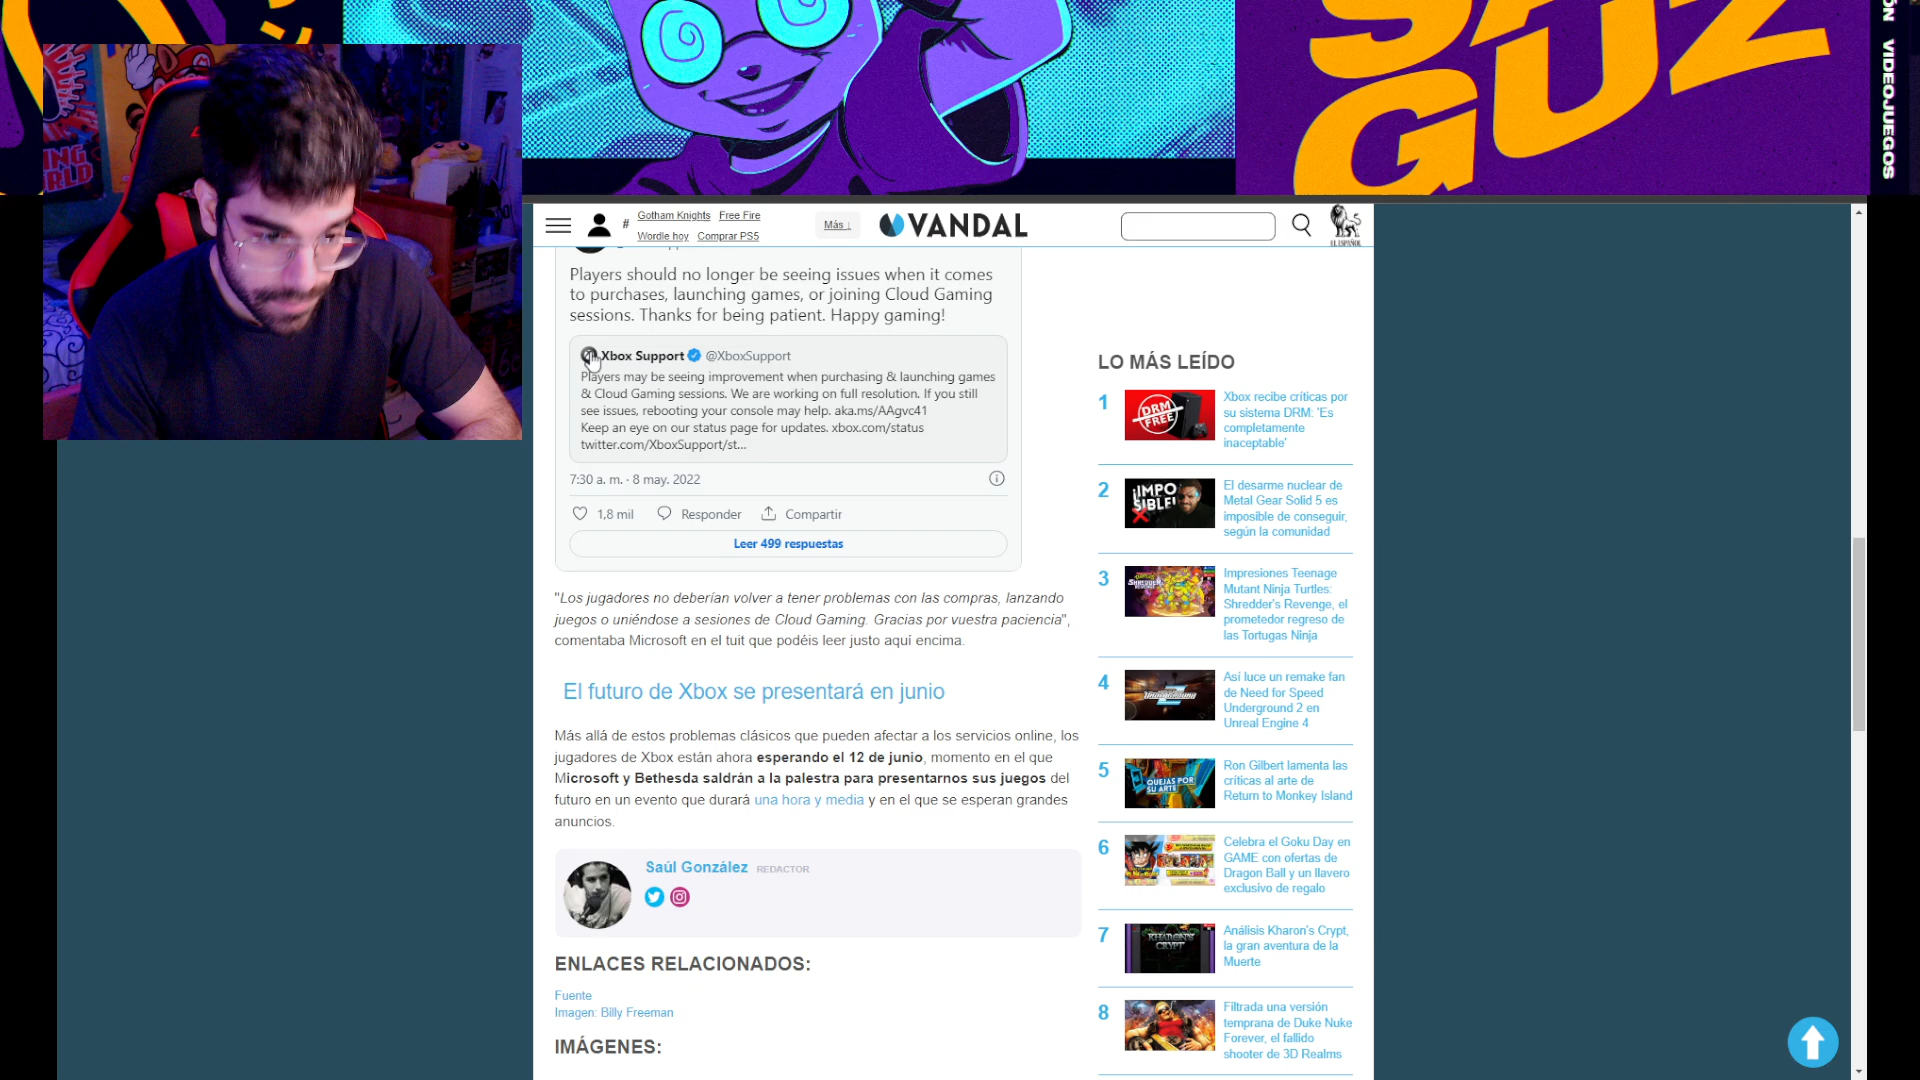 GUZ
VIDEOJUEGOS
# Gotham Knights Free Fire
Wordle hoy Comprar PS5
Más ↓
VANDAL
EL ESPAÑOL
Players should no longer be seeing issues when it comes
to purchases, launching games, or joining Cloud Gaming
sessions. Thanks for being patient. Happy gaming!
Xbox Support @XboxSupport
Players may be seeing improvement when purchasing & launching games
& Cloud Gaming sessions. We are working on full resolution. If you still
see issues, rebooting your console may help. aka.ms/AAgvc41
Keep an eye on our status page for updates. xbox.com/status
twitter.com/XboxSupport/st...
7:30 a. m. · 8 may. 2022
1,8 mil Responder Compartir
Leer 499 respuestas
"Los jugadores no deberían volver a tener problemas con las compras, lanzando
juegos o uniéndose a sesiones de Cloud Gaming. Gracias por vuestra paciencia",
comentaba Microsoft en el tuit que podéis leer justo aquí encima.
El futuro de Xbox se presentará en junio
Más allá de estos problemas clásicos que pueden afectar a los servicios online, los
jugadores de Xbox están ahora esperando el 12 de junio, momento en el que
Microsoft y Bethesda saldrán a la palestra para presentarnos sus juegos del
futuro en un evento que durará una hora y media y en el que se esperan grandes
anuncios.
Saúl González REDACTOR
ENLACES RELACIONADOS:
Fuente
Imagen: Billy Freeman
IMÁGENES:
LO MÁS LEÍDO
1
DRM
FREE
Xbox recibe críticas por
su sistema DRM: 'Es
completamente
inaceptable'
2
¡IMPO
SIBLE!
El desarme nuclear de
Metal Gear Solid 5 es
imposible de conseguir,
según la comunidad
3
Impresiones Teenage
Mutant Ninja Turtles:
Shredder's Revenge, el
prometedor regreso de
las Tortugas Ninja
4
Así luce un remake fan
de Need for Speed
Underground 2 en
Unreal Engine 4
5
QUEJAS POR
SU ARTE
Ron Gilbert lamenta las
críticas al arte de
Return to Monkey Island
6
Celebra el Goku Day en
GAME con ofertas de
Dragon Ball y un llavero
exclusivo de regalo
7
KHARON'S
CRYPT
Análisis Kharon's Crypt,
la gran aventura de la
Muerte
8
Filtrada una versión
temprana de Duke Nuke
Forever, el fallido
shooter de 3D Realms